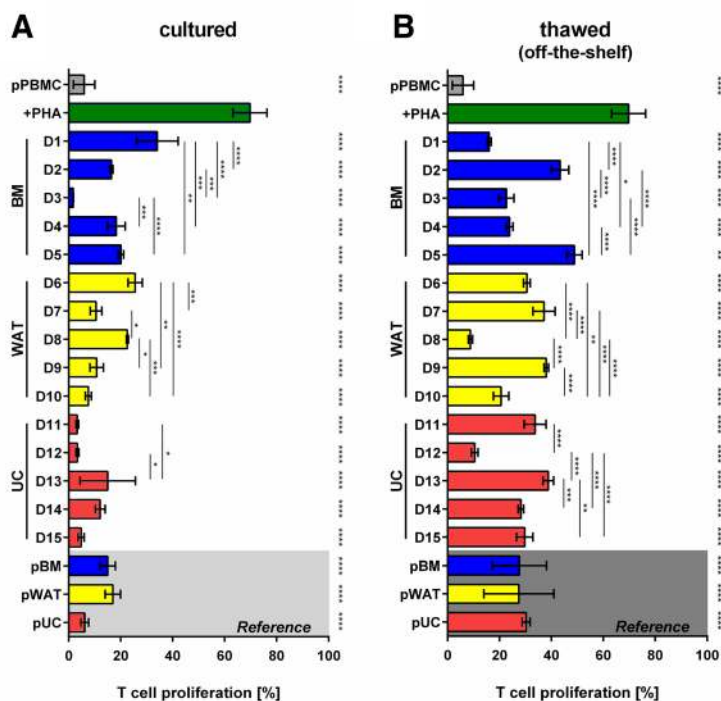 A
cultured
pPBMC
+PHA
D1
D2
D3
D4
D5
D6
D7
D8
D9
D10
D11
D12
D13
D14
D15
pBM
pWAT
pUC
BM
WAT
UC
Reference
0 20 40 60 80 100
T cell proliferation [%]
B
thawed
(off-the-shelf)
pPBMC
+PHA
D1
D2
D3
D4
D5
D6
D7
D8
D9
D10
D11
D12
D13
D14
D15
pBM
pWAT
pUC
BM
WAT
UC
Reference
0 20 40 60 80 100
T cell proliferation [%]